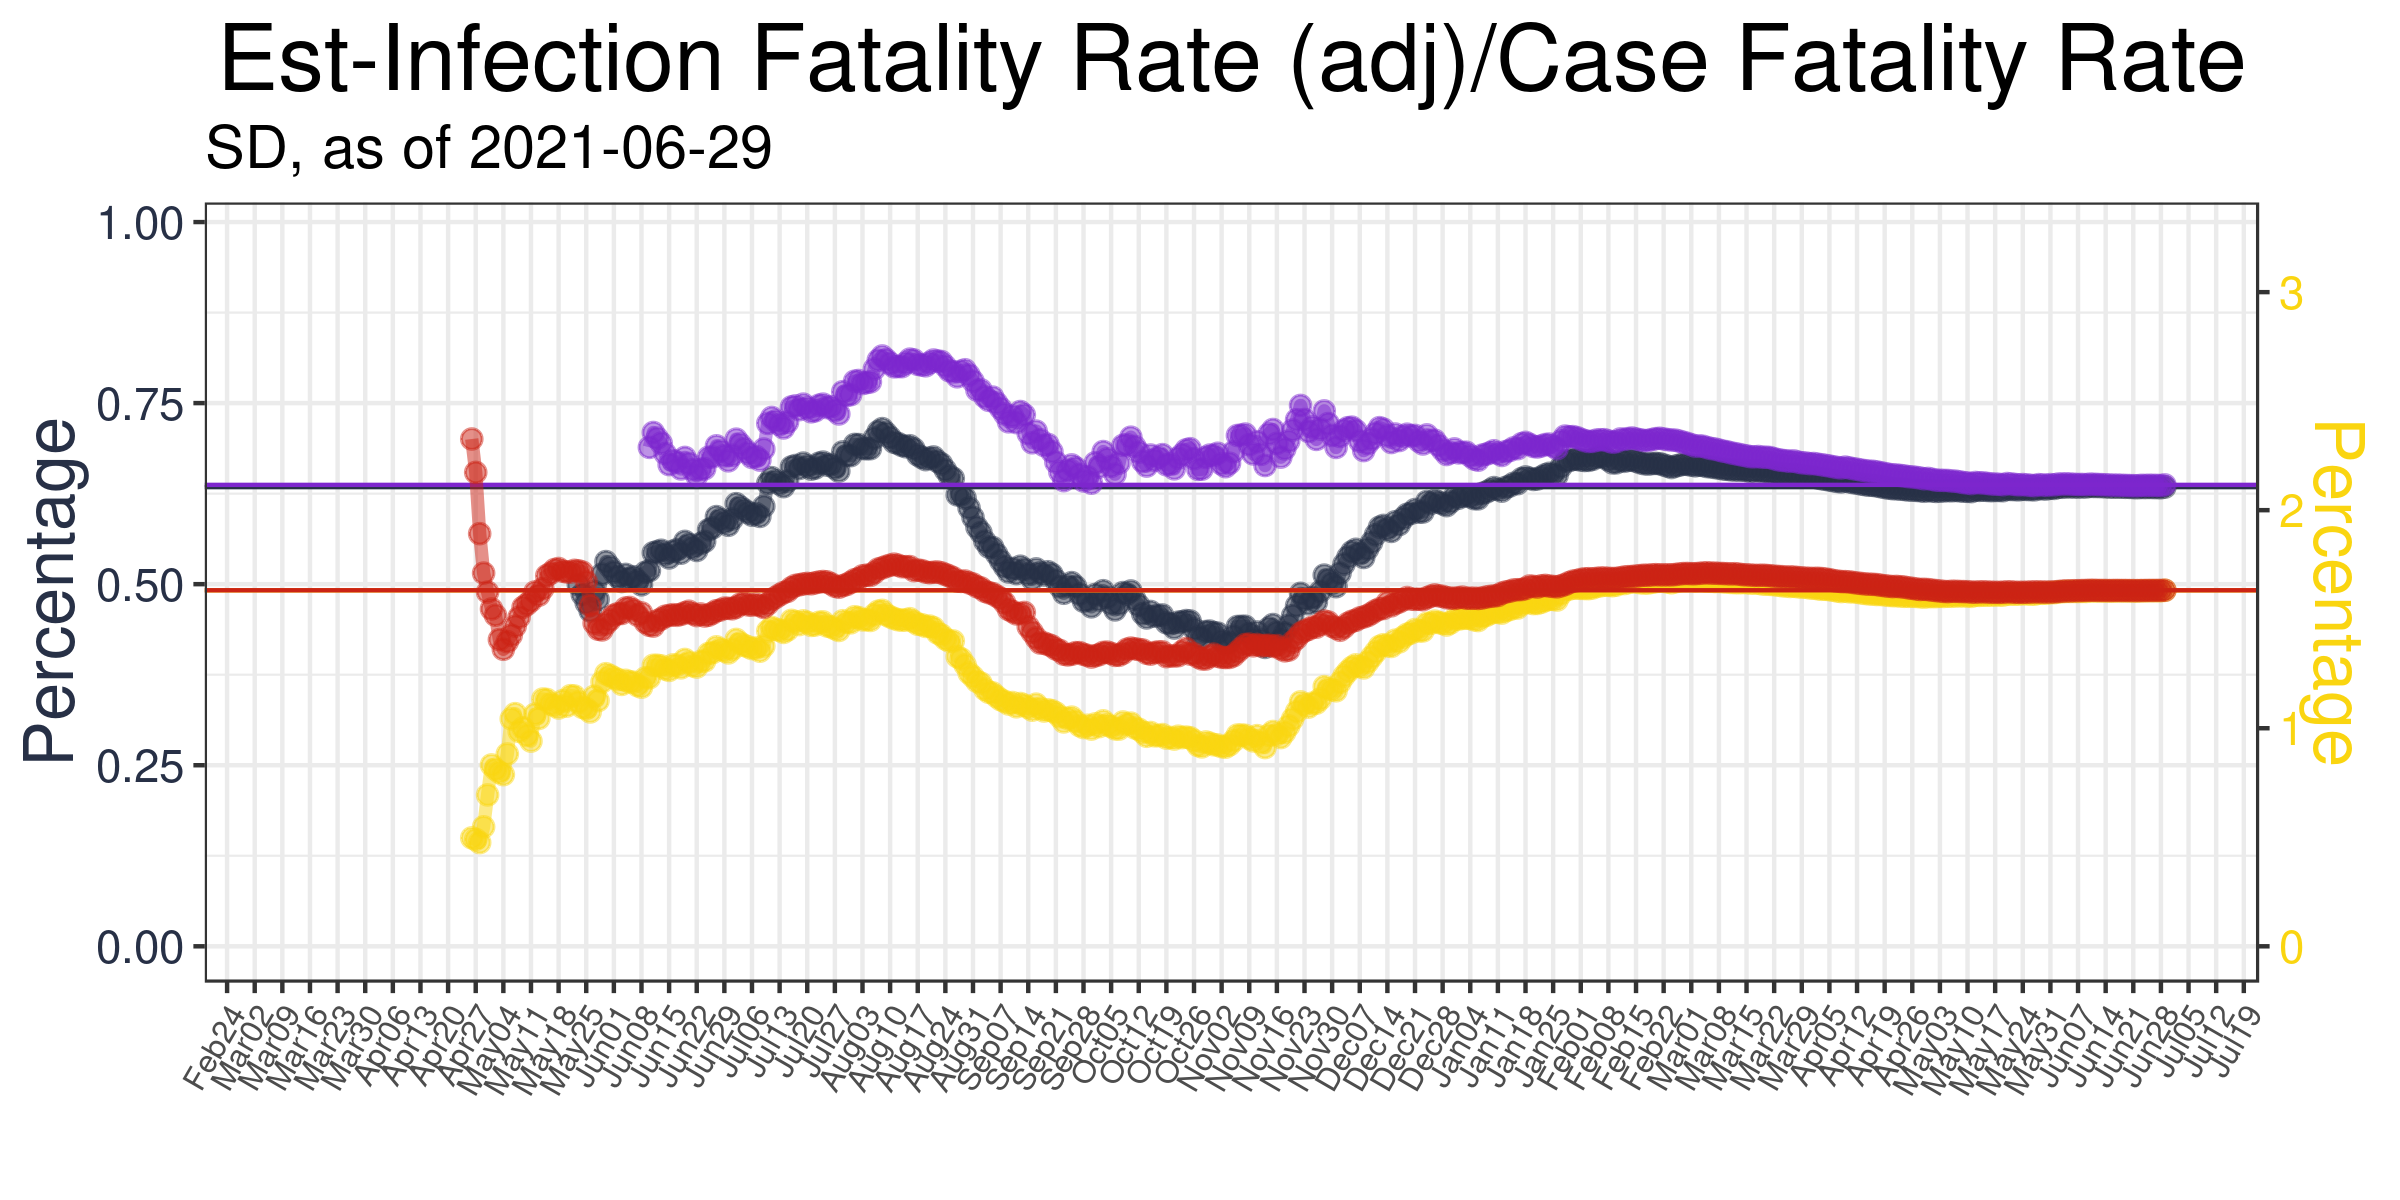 Est-Infection Fatality Rate (adj)/Case Fatality Rate
SD, as of 2021-06-29
Percentage
1.00
0.75
0.50
0.25
0.00
3
2
1
0
Percentage
Feb24
Mar02
Mar09
Mar16
Mar23
Mar30
Apr06
Apr13
Apr20
Apr27
May04
May11
May18
May25
Jun01
Jun08
Jun15
Jun22
Jun29
Jul06
Jul13
Jul20
Jul27
Aug03
Aug10
Aug17
Aug24
Aug31
Sep07
Sep14
Sep21
Sep28
Oct05
Oct12
Oct19
Oct26
Nov02
Nov09
Nov16
Nov23
Nov30
Dec07
Dec14
Dec21
Dec28
Jan04
Jan11
Jan18
Jan25
Feb01
Feb08
Feb15
Feb22
Mar01
Mar08
Mar15
Mar22
Mar29
Apr05
Apr12
Apr19
Apr26
May03
May10
May17
May24
May31
Jun07
Jun14
Jun21
Jun28
Jul05
Jul12
Jul19